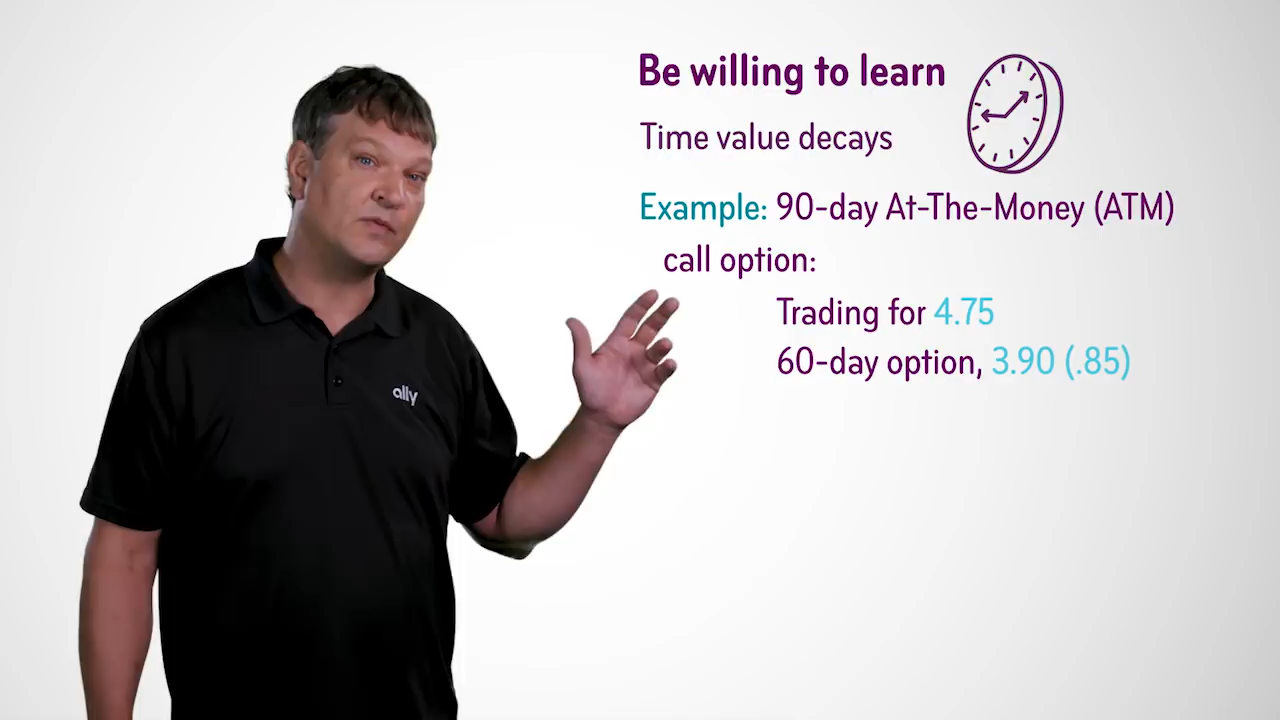 Be willing to learn
Time value decays
Example: 90-day At-The-Money (ATM)
call option:
Trading for 4.75
60-day option, 3.90 (.85)
ally